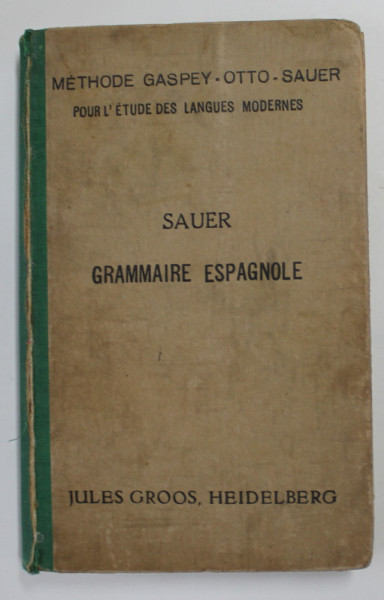 MÉTHODE GASPEY-OTTO-SAUER
POUR L'ÉTUDE DES LANGUES MODERNES
SAUER
GRAMMAIRE ESPAGNOLE
JULES GROOS, HEIDELBERG